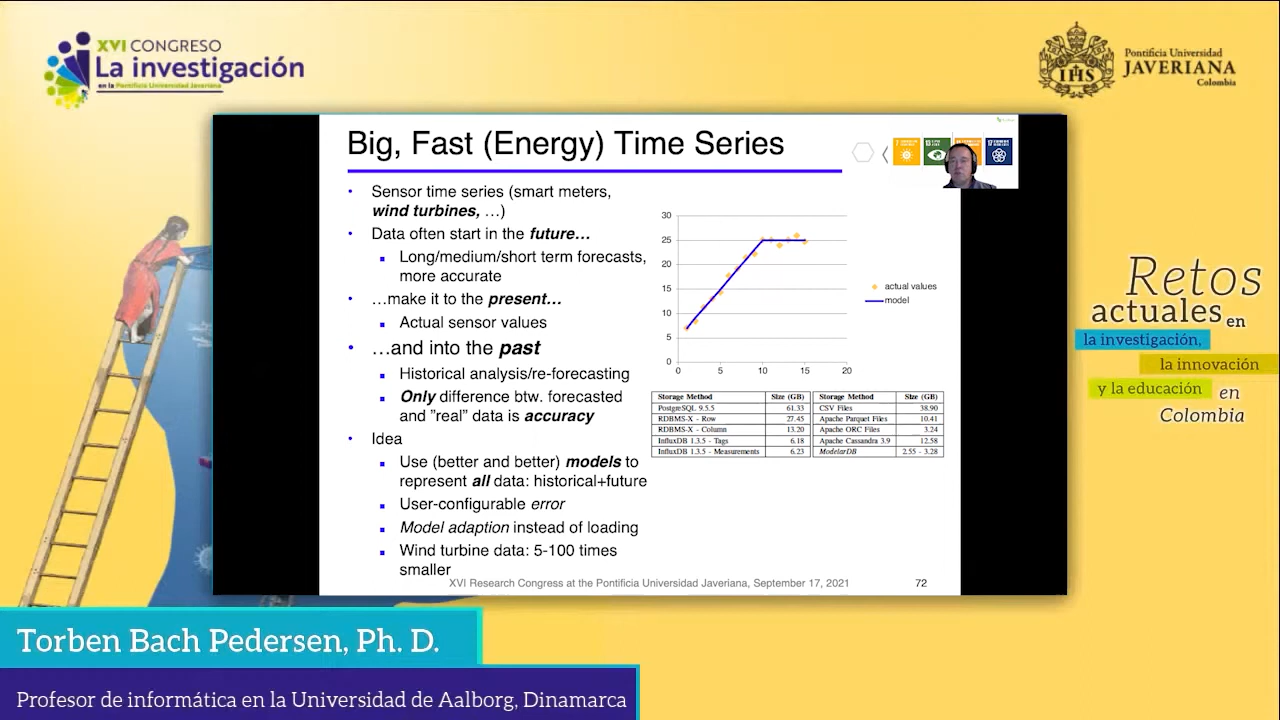 XVI CONGRESO
La investigación
en la Pontificia Universidad Javeriana
Pontificia Universidad
JAVERIANA
Colombia
IHS
Big, Fast (Energy) Time Series
• Sensor time series (smart meters,
wind turbines, …)
• Data often start in the future…
▪ Long/medium/short term forecasts,
more accurate
• …make it to the present…
▪ Actual sensor values
• …and into the past
▪ Historical analysis/re-forecasting
▪ Only difference btw. forecasted
and ”real” data is accuracy
• Idea
▪ Use (better and better) models to
represent all data: historical+future
▪ User-configurable error
▪ Model adaption instead of loading
▪ Wind turbine data: 5-100 times
smaller
30
25
20
15
10
5
0
0 5 10 15 20
actual values
model
Storage Method Size (GB) Storage Method Size (GB)
PostgreSQL 9.5.5 61.33 CSV Files 38.90
RDBMS-X - Row 27.45 Apache Parquet Files 10.41
RDBMS-X - Column 13.20 Apache ORC Files 3.24
InfluxDB 1.3.5 - Tags 6.18 Apache Cassandra 3.9 12.58
InfluxDB 1.3.5 - Measurements 6.23 ModelarDB 2.55 - 3.28
XVI Research Congress at the Pontificia Universidad Javeriana, September 17, 2021 72
Retos
actuales en
la investigación,
la innovación
y la educación en
Colombia
Torben Bach Pedersen, Ph. D.
Profesor de informática en la Universidad de Aalborg, Dinamarca